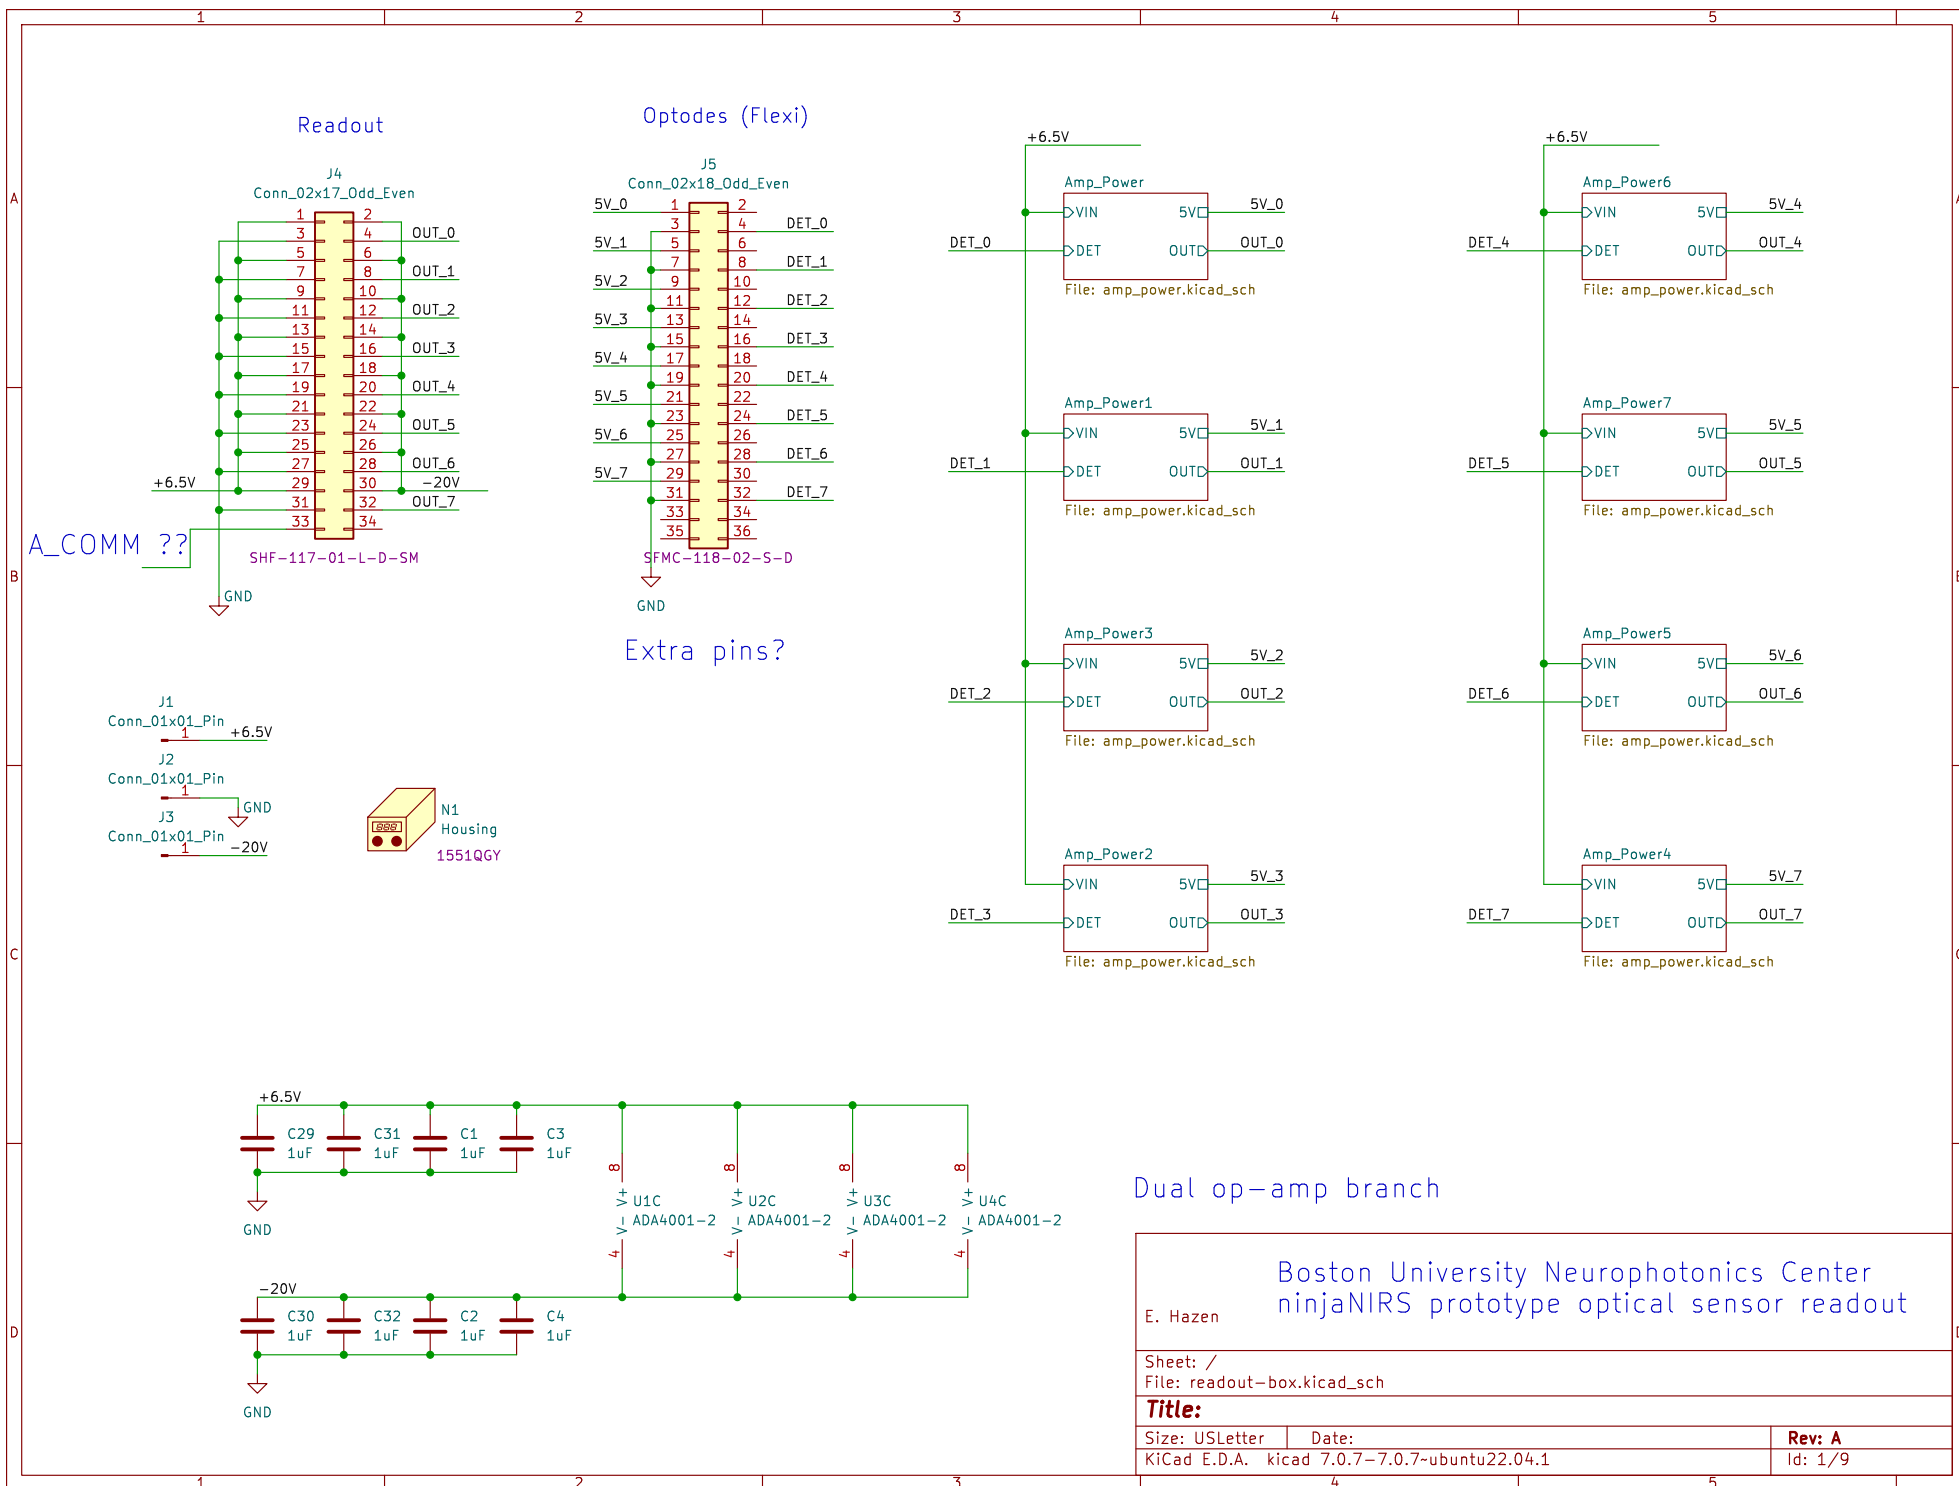 1 2 3 4 5
A
B
C
D
Readout
J4
Conn_02x17_Odd_Even
1 2
3 4 OUT_0
5 6
7 8 OUT_1
9 10
11 12 OUT_2
13 14
15 16 OUT_3
17 18
19 20 OUT_4
21 22
23 24 OUT_5
25 26
27 28 OUT_6
+6.5V 29 30 -20V
31 32 OUT_7
33 34
A_COMM ??
SHF-117-01-L-D-SM
GND
Optodes (Flexi)
J5
Conn_02x18_Odd_Even
5V_0 1 2
3 4 DET_0
5V_1 5 6
7 8 DET_1
5V_2 9 10
11 12 DET_2
5V_3 13 14
15 16 DET_3
5V_4 17 18
19 20 DET_4
5V_5 21 22
23 24 DET_5
5V_6 25 26
27 28 DET_6
5V_7 29 30
31 32 DET_7
33 34
35 36
SFMC-118-02-S-D
GND
Extra pins?
J1
Conn_01x01_Pin
1 +6.5V
J2
Conn_01x01_Pin
1 GND
J3
Conn_01x01_Pin
1 -20V
888
N1
Housing
1551QGY
+6.5V
Amp_Power
VIN 5V 5V_0
DET_0 DET OUT OUT_0
File: amp_power.kicad_sch
Amp_Power1
VIN 5V 5V_1
DET_1 DET OUT OUT_1
File: amp_power.kicad_sch
Amp_Power3
VIN 5V 5V_2
DET_2 DET OUT OUT_2
File: amp_power.kicad_sch
Amp_Power2
VIN 5V 5V_3
DET_3 DET OUT OUT_3
File: amp_power.kicad_sch
+6.5V
Amp_Power6
VIN 5V 5V_4
DET_4 DET OUT OUT_4
File: amp_power.kicad_sch
Amp_Power7
VIN 5V 5V_5
DET_5 DET OUT OUT_5
File: amp_power.kicad_sch
Amp_Power5
VIN 5V 5V_6
DET_6 DET OUT OUT_6
File: amp_power.kicad_sch
Amp_Power4
VIN 5V 5V_7
DET_7 DET OUT OUT_7
File: amp_power.kicad_sch
+6.5V
C29 C31 C1 C3
1uF 1uF 1uF 1uF
GND
8 8 8 8
V+ U1C V+ U2C V+ U3C V+ U4C
V- ADA4001-2 V- ADA4001-2 V- ADA4001-2 V- ADA4001-2
4 4 4 4
-20V
C30 C32 C2 C4
1uF 1uF 1uF 1uF
GND
Dual op-amp branch
Boston University Neurophotonics Center
ninjaNIRS prototype optical sensor readout
E. Hazen
Sheet: /
File: readout-box.kicad_sch
Title:
Size: USLetter Date: Rev: A
KiCad E.D.A. kicad 7.0.7-7.0.7~ubuntu22.04.1 Id: 1/9
1 2 3 4 5